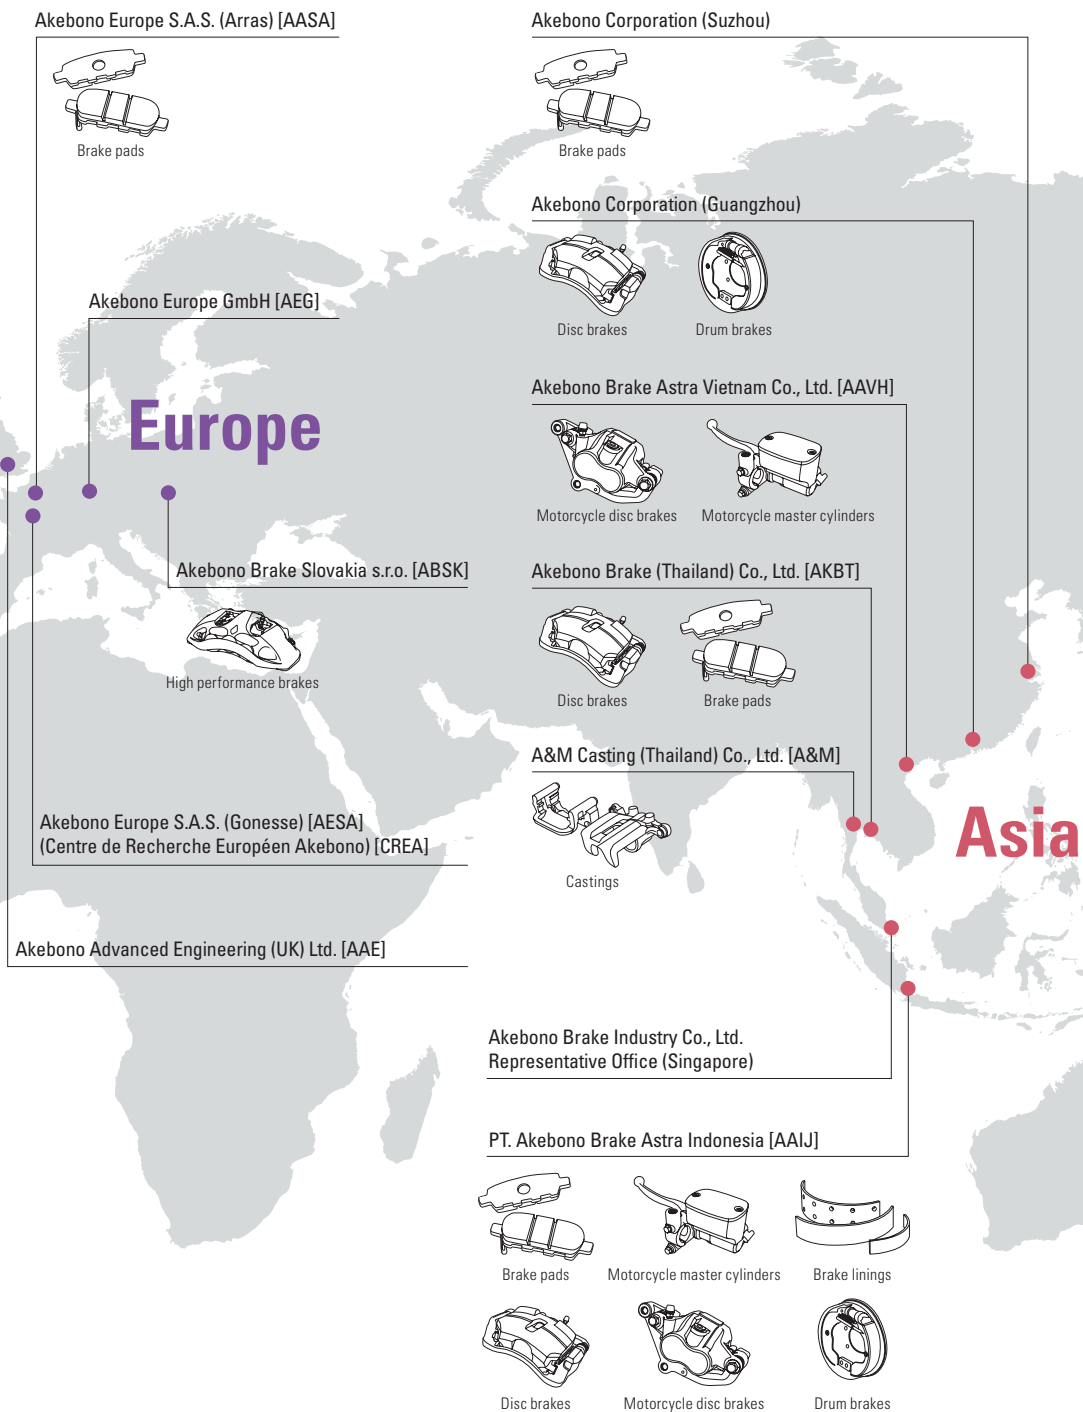 Akebono Europe S.A.S. (Arras) [AASA]
Brake pads
Akebono Europe GmbH [AEG]
Europe
Akebono Brake Slovakia s.r.o. [ABSK]
High performance brakes
Akebono Europe S.A.S. (Gonesse) [AESA]
(Centre de Recherche Européen Akebono) [CREA]
Akebono Advanced Engineering (UK) Ltd. [AAE]
Akebono Corporation (Suzhou)
Brake pads
Akebono Corporation (Guangzhou)
Disc brakes
Drum brakes
Akebono Brake Astra Vietnam Co., Ltd. [AAVH]
Motorcycle disc brakes
Motorcycle master cylinders
Akebono Brake (Thailand) Co., Ltd. [AKBT]
Disc brakes
Brake pads
A&M Casting (Thailand) Co., Ltd. [A&M]
Castings
Asia
Akebono Brake Industry Co., Ltd.
Representative Office (Singapore)
PT. Akebono Brake Astra Indonesia [AAIJ]
Brake pads
Motorcycle master cylinders
Brake linings
Disc brakes
Motorcycle disc brakes
Drum brakes